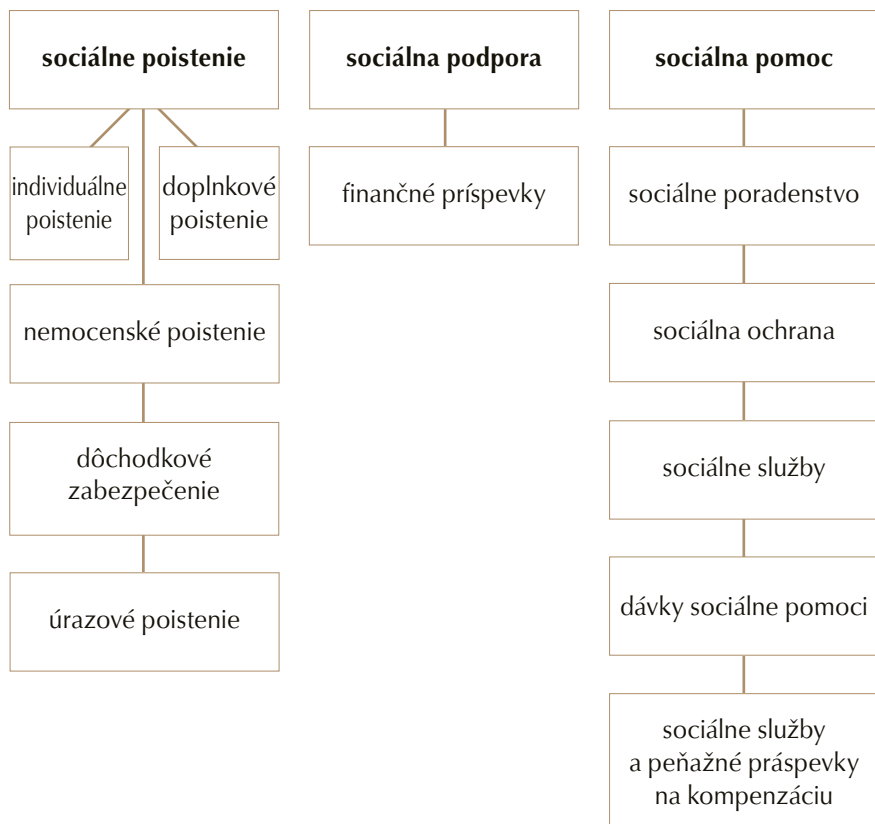 sociálne poistenie
individuálne
poistenie
doplnkové
poistenie
nemocenské poistenie
dôchodkové
zabezpečenie
úrazové poistenie
sociálna podpora
finančné príspevky
sociálna pomoc
sociálne poradenstvo
sociálna ochrana
sociálne služby
dávky sociálne pomoci
sociálne služby
a peňažné práspevky
na kompenzáciu